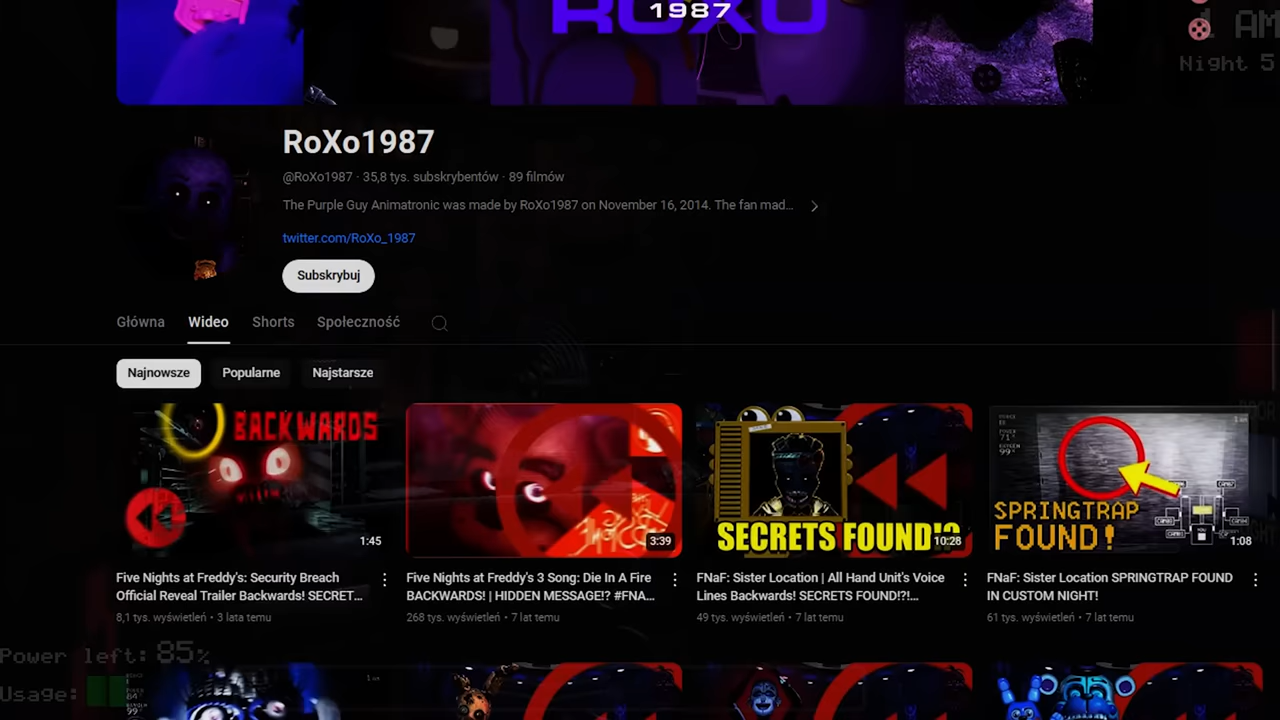 ROXO
1987
1 AM
Night 5
RoXo1987
@RoXo1987 · 35,8 tys. subskrybentów · 89 filmów
The Purple Guy Animatronic was made by RoXo1987 on November 16, 2014. The fan mad...
twitter.com/RoXo_1987
Subskrybuj
Główna Wideo Shorts Społeczność
Najnowsze Popularne Najstarsze
BACKWARDS
1:45
3:39
SECRETS FOUND!?
10:28
SPRINGTRAP
FOUND!
1:08
Five Nights at Freddy's: Security Breach
Official Reveal Trailer Backwards! SECRET...
8,1 tys. wyświetleń · 3 lata temu
Five Nights at Freddy's 3 Song: Die In A Fire
BACKWARDS! | HIDDEN MESSAGE!? #FNA...
268 tys. wyświetleń · 7 lat temu
FNaF: Sister Location | All Hand Unit's Voice
Lines Backwards! SECRETS FOUND!?!...
49 tys. wyświetleń · 7 lat temu
FNaF: Sister Location SPRINGTRAP FOUND
IN CUSTOM NIGHT!
61 tys. wyświetleń · 7 lat temu
Power left: 85%
Usage: